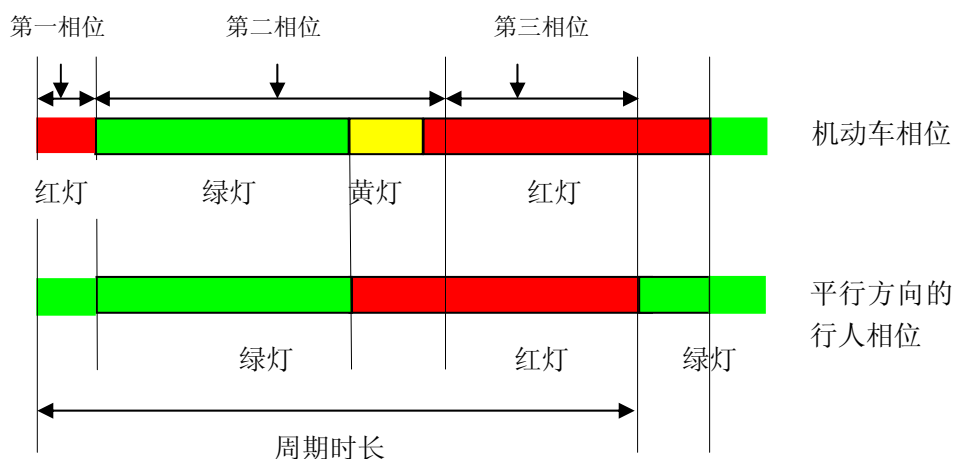 第一相位
第二相位
第三相位
机动车相位
红灯
绿灯
黄灯
红灯
平行方向的
行人相位
绿灯
红灯
绿灯
周期时长